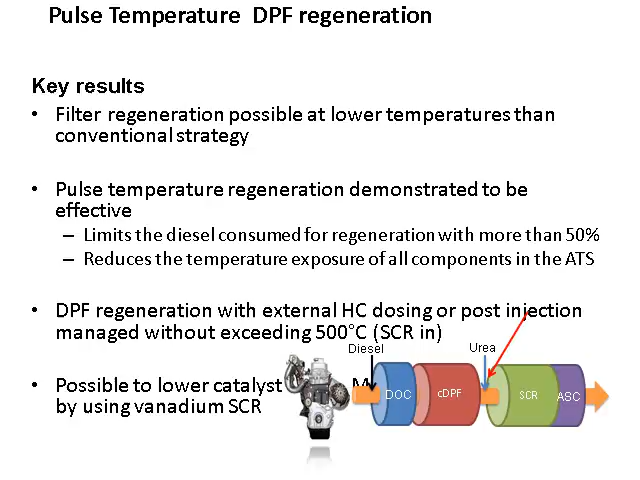 Pulse Temperature DPF regeneration
Key results
• Filter regeneration possible at lower temperatures than
conventional strategy
• Pulse temperature regeneration demonstrated to be
effective
– Limits the diesel consumed for regeneration with more than 50%
– Reduces the temperature exposure of all components in the ATS
• DPF regeneration with external HC dosing or post injection
managed without exceeding 500°C (SCR in)
Diesel
Urea
• Possible to lower catalyst
by using vanadium SCR
DOC
cDPF
SCR
ASC